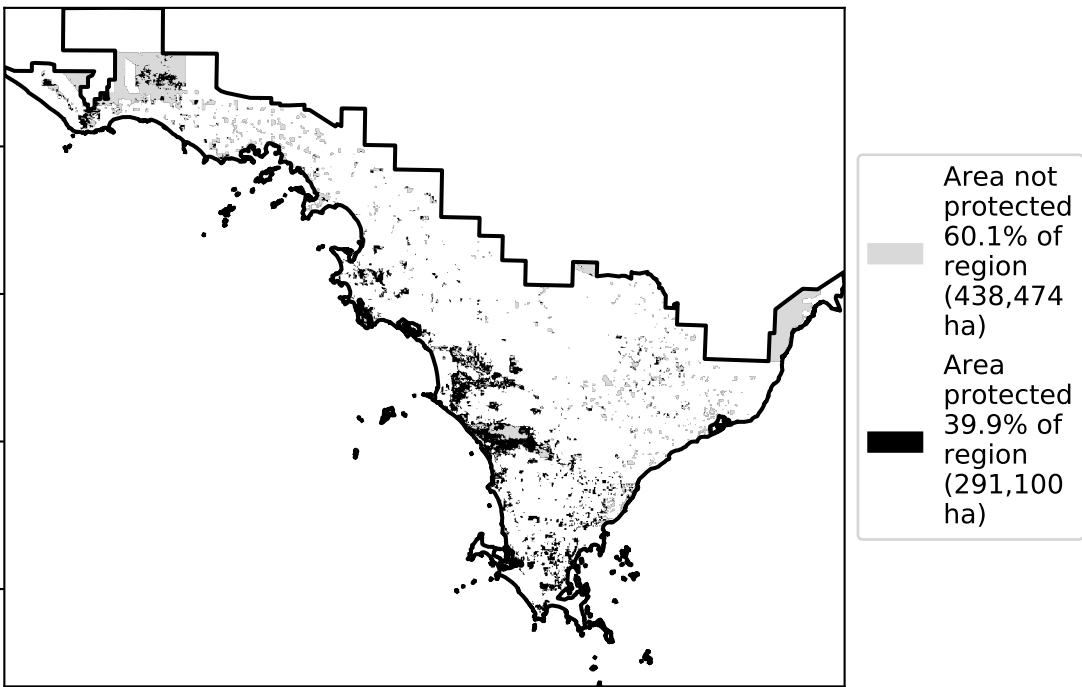 Area not
protected
60.1% of
region
(438,474
ha)
Area
protected
39.9% of
region
(291,100
ha)